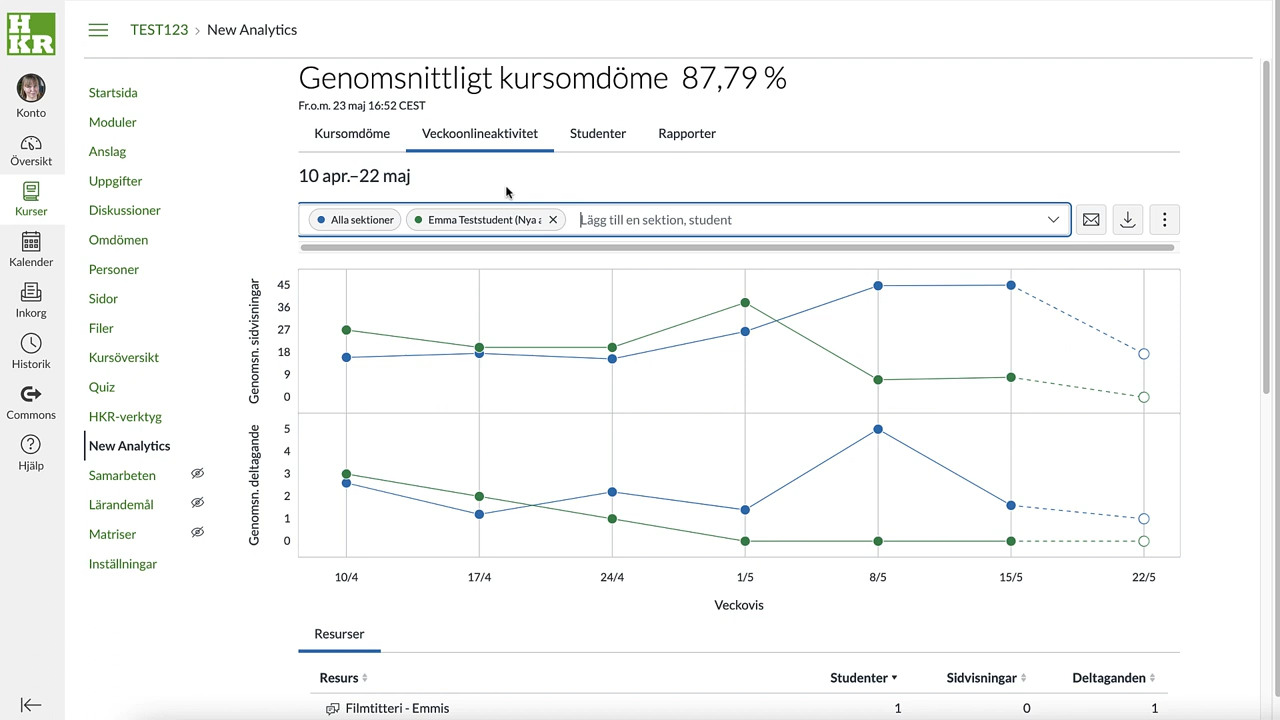 H
KR
TEST123 › New Analytics
Konto
Översikt
Kurser
Kalender
Inkorg
Historik
Commons
Hjälp
Startsida
Moduler
Anslag
Uppgifter
Diskussioner
Omdömen
Personer
Sidor
Filer
Kursöversikt
Quiz
HKR-verktyg
New Analytics
Samarbeten
Lärandemål
Matriser
Inställningar
Genomsnittligt kursomdöme 87,79 %
Fr.o.m. 23 maj 16:52 CEST
Kursomdöme Veckoonlineaktivitet Studenter Rapporter
10 apr.–22 maj
Alla sektioner Emma Teststudent (Nya Lägg till en sektion, student
Genomsn. sidvisningar
45
36
27
18
9
0
Genomsn. deltagande
5
4
3
2
1
0
10/4 17/4 24/4 1/5 8/5 15/5 22/5
Veckovis
Resurser
Resurs Studenter Sidvisningar Deltaganden
Filmtitteri - Emmis 1 0 1